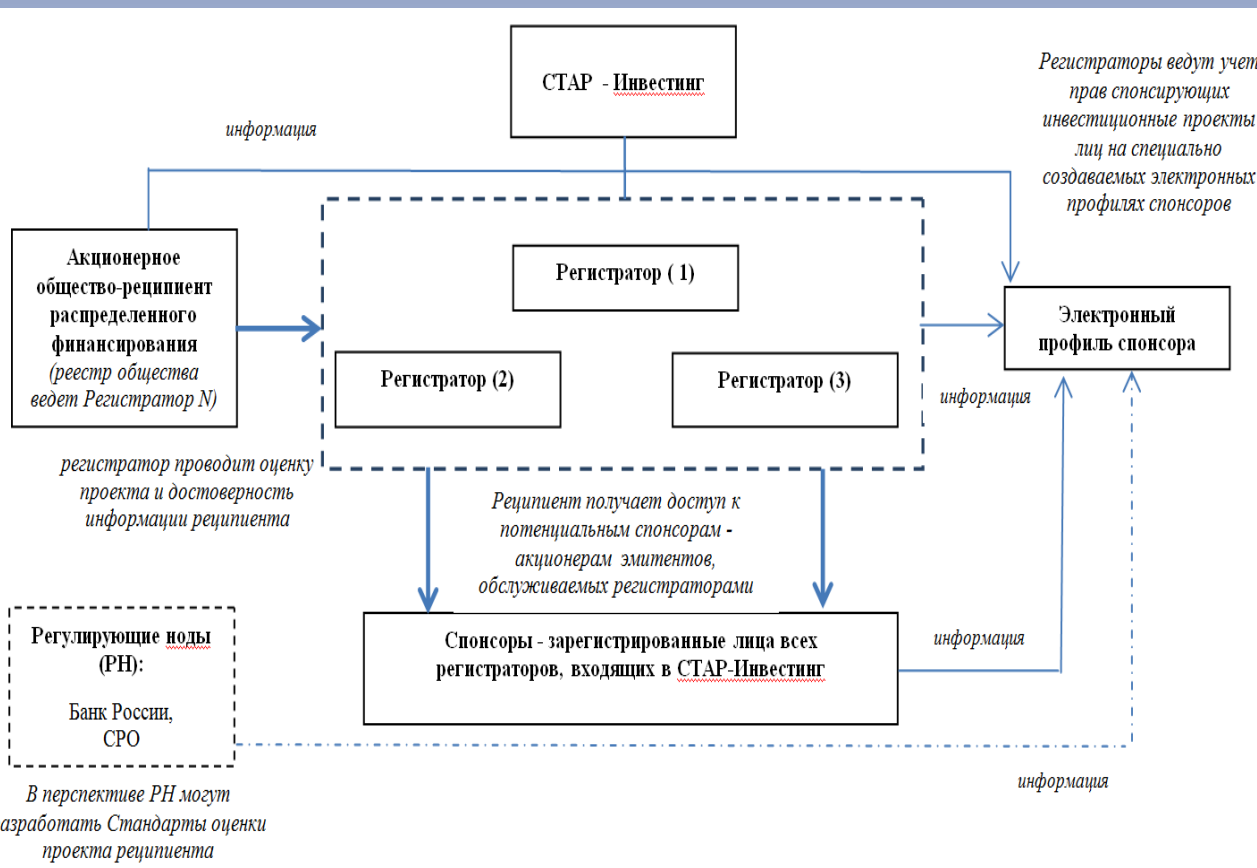 СТАР - Инвестинг
Регистраторы ведут учет
прав спонсирующих
инвестиционные проекты
лиц на специально
создаваемых электронных
профилях спонсоров
информация
Акционерное
общество-реципиент
распределенного
финансирования
(реестр общества
ведет Регистратор N)
Регистратор ( 1)
Регистратор (2)
Регистратор (3)
Электронный
профиль спонсора
информация
регистратор проводит оценку
проекта и достоверность
информации реципиента
Реципиент получает доступ к
потенциальным спонсорам -
акционерам эмитентов,
обслуживаемых регистраторами
Регулирующие ноды
(РН):
Банк России,
СРО
Спонсоры - зарегистрированные лица всех
регистраторов, входящих в СТАР-Инвестинг
информация
информация
В перспективе РН могут
азработать Стандарты оценки
проекта реципиента